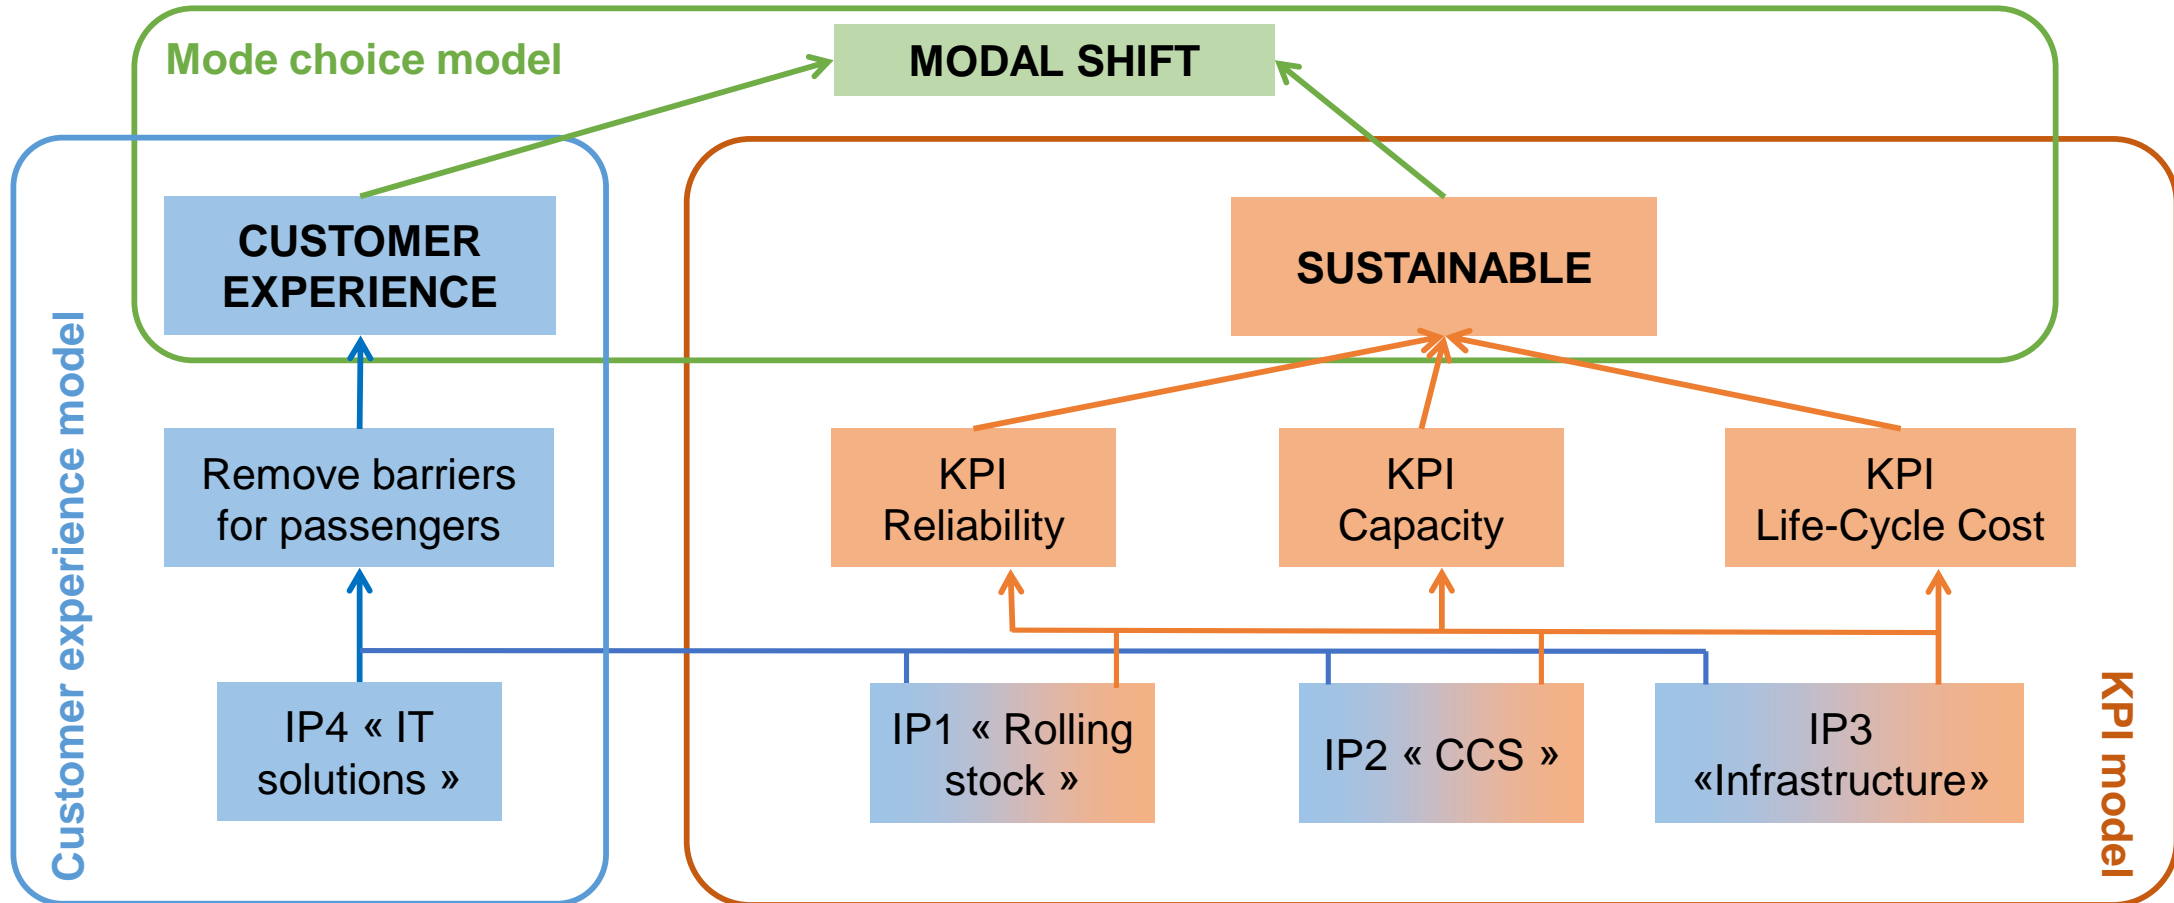 Mode choice model
MODAL SHIFT
CUSTOMER
EXPERIENCE
SUSTAINABLE
Customer experience model
Remove barriers
for passengers
KPI
Reliability
KPI
Capacity
KPI
Life-Cycle Cost
IP4 « IT
solutions »
IP1 « Rolling
stock »
IP2 « CCS »
IP3
«Infrastructure»
KPI model